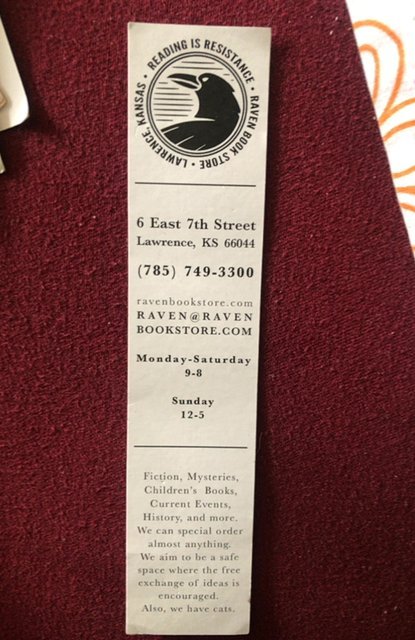 READING IS RESISTANCE • RAVEN BOOK STORE • LAWRENCE, KANSAS •
6 East 7th Street
Lawrence, KS 66044
(785) 749-3300
ravenbookstore.com
RAVEN@RAVEN
BOOKSTORE.COM
Monday-Saturday
9-8
Sunday
12-5
Fiction, Mysteries,
Children's Books,
Current Events,
History, and more.
We can special order
almost anything.
We aim to be a safe
space where the free
exchange of ideas is
encouraged.
Also, we have cats.